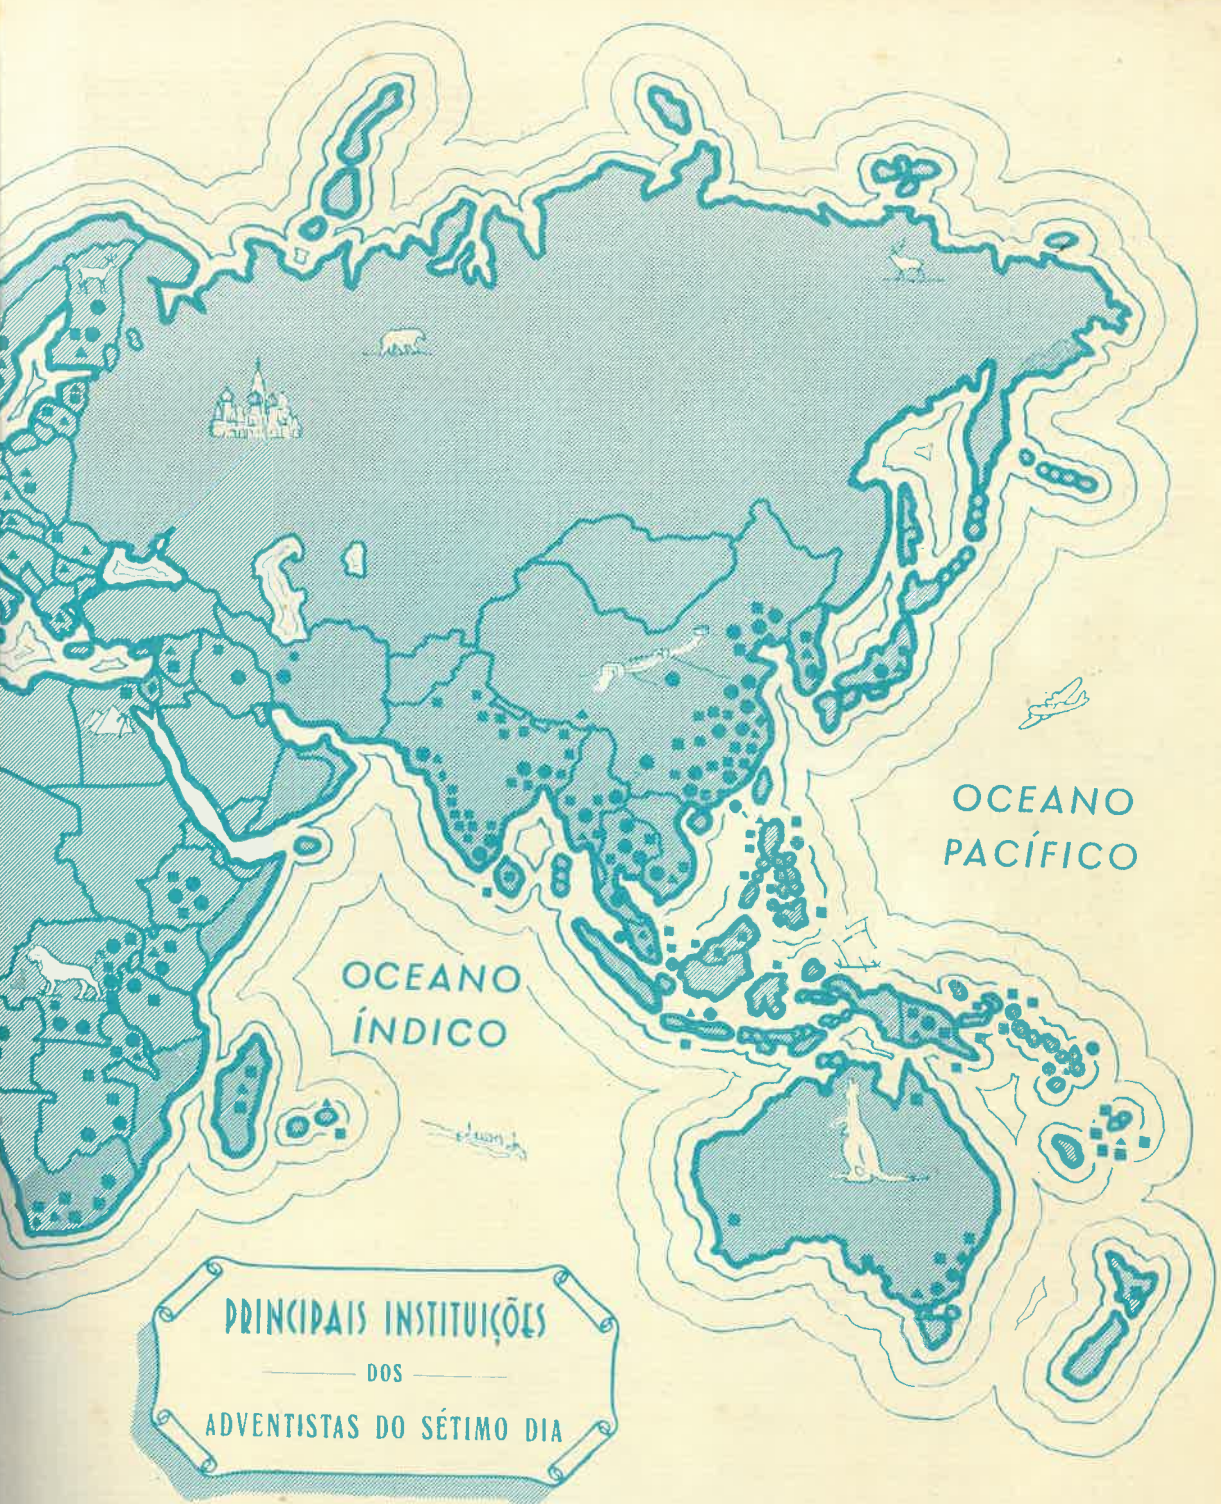 OCEANO
PACÍFICO
OCEANO
ÍNDICO
PRINCIPAIS INSTITUIÇÕES
DOS
ADVENTISTAS DO SÉTIMO DIA